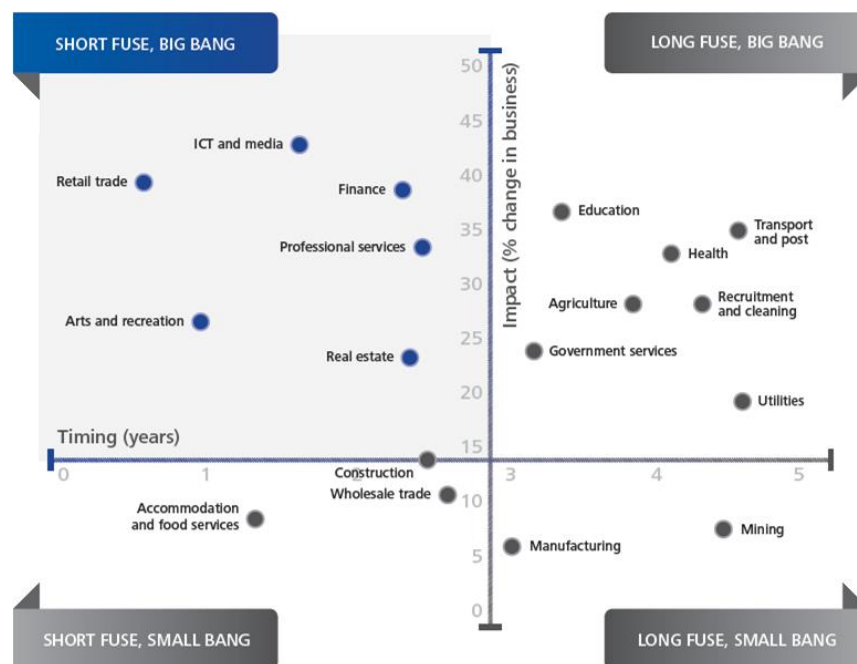 SHORT FUSE, BIG BANG
LONG FUSE, BIG BANG
50
45
40
35
30
25
20
15
10
5
0
Impact (% change in business)
ICT and media
Retail trade
Finance
Professional services
Arts and recreation
Real estate
Education
Transport
and post
Health
Agriculture
Recruitment
and cleaning
Government services
Utilities
Timing (years)
0
1
2
3
4
5
Construction
Wholesale trade
Accommodation
and food services
Manufacturing
Mining
SHORT FUSE, SMALL BANG
LONG FUSE, SMALL BANG